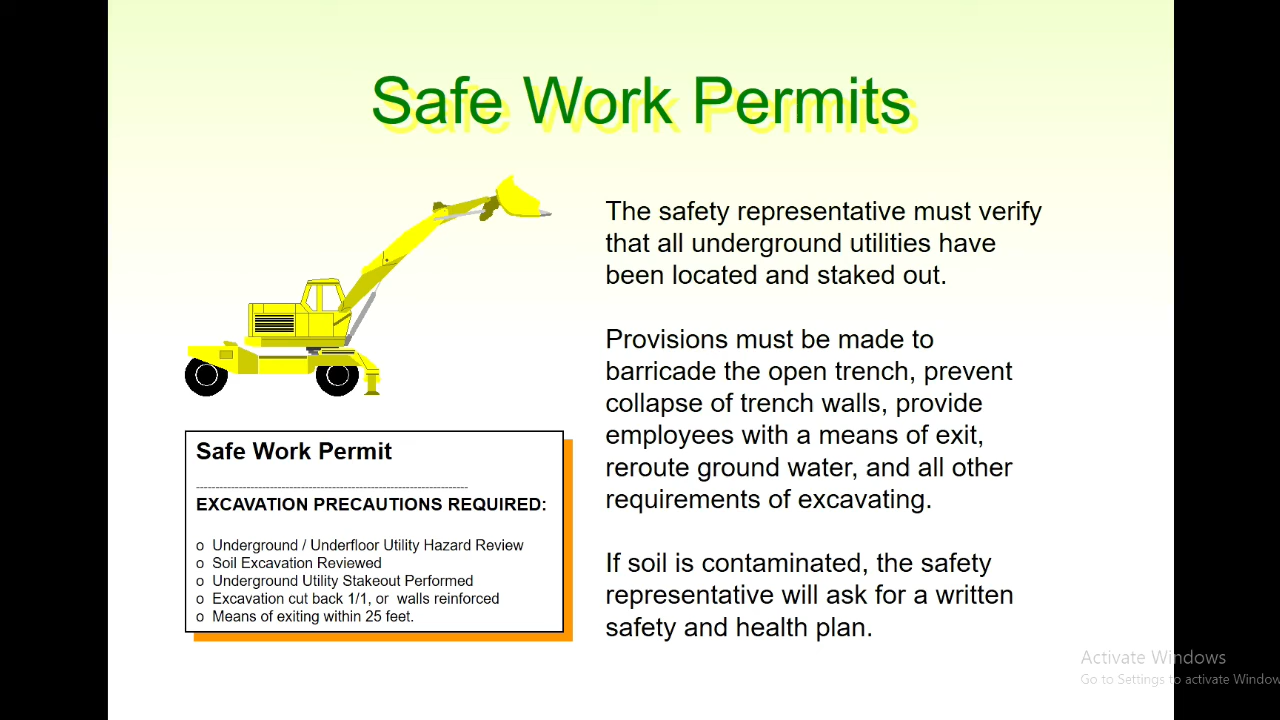 Safe Work Permits
The safety representative must verify
that all underground utilities have
been located and staked out.
Provisions must be made to
barricade the open trench, prevent
collapse of trench walls, provide
employees with a means of exit,
reroute ground water, and all other
requirements of excavating.
If soil is contaminated, the safety
representative will ask for a written
safety and health plan.
Safe Work Permit
--------------------------------------------------------------------
EXCAVATION PRECAUTIONS REQUIRED:
o Underground / Underfloor Utility Hazard Review
o Soil Excavation Reviewed
o Underground Utility Stakeout Performed
o Excavation cut back 1/1, or walls reinforced
o Means of exiting within 25 feet.
Activate Windows
Go to Settings to activate Window